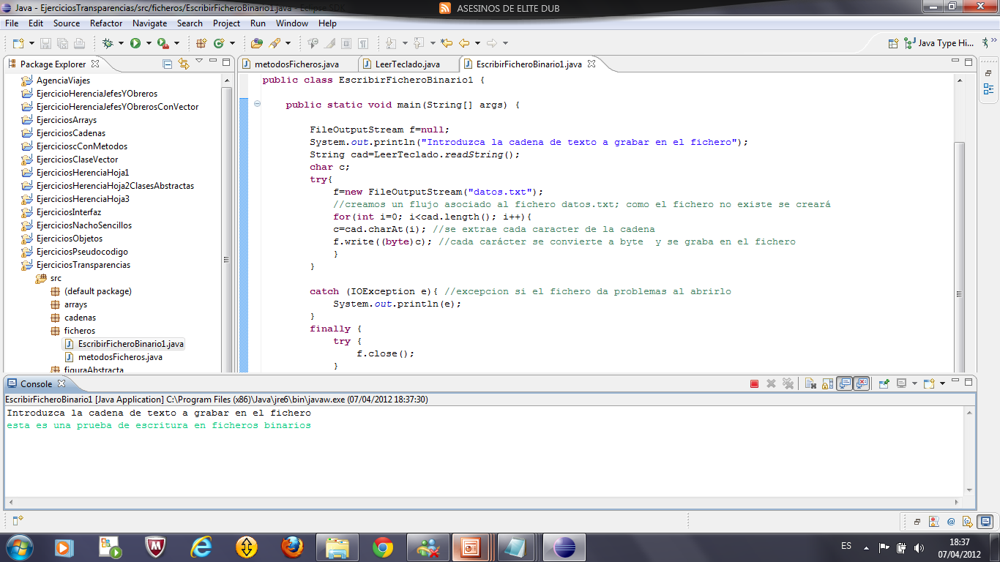 Java - EjerciciosTransparencias/src/ficheros/EscribirFicheroBinario1.java - Eclipse SDK
ASESINOS DE ELITE DUB
File Edit Source Refactor Navigate Search Project Run Window Help
Java Type Hi...
Package Explorer
AgenciaViajes
EjercicioHerenciaJefesYObreros
EjercicioHerenciaJefesYObrerosConVector
EjerciciosArrays
EjerciciosCadenas
EjercicioscConMetodos
EjerciciosClaseVector
EjerciciosHerenciaHoja1
EjerciciosHerenciaHoja2ClasesAbstractas
EjerciciosHerenciaHoja3
EjerciciosInterfaz
EjerciciosNachoSencillos
EjerciciosObjetos
EjerciciosPseudocodigo
EjerciciosTransparencias
src
(default package)
arrays
cadenas
ficheros
EscribirFicheroBinario1.java
metodosFicheros.java
figuraAbstracta
metodosFicheros.java LeerTeclado.java EscribirFicheroBinario1.java
public class EscribirFicheroBinario1 {
public static void main(String[] args) {
FileOutputStream f=null;
System.out.println("Introduzca la cadena de texto a grabar en el fichero");
String cad=LeerTeclado.readString();
char c;
try{
f=new FileOutputStream("datos.txt");
//creamos un flujo asociado al fichero datos.txt; como el fichero no existe se creará
for(int i=0; i<cad.length(); i++){
c=cad.charAt(i); //se extrae cada caracter de la cadena
f.write((byte)c); //cada carácter se convierte a byte  y se graba en el fichero
}
}
catch (IOException e){ //excepcion si el fichero da problemas al abrirlo
System.out.println(e);
}
finally {
try {
f.close();
}
Console
EscribirFicheroBinario1 [Java Application] C:\Program Files (x86)\Java\jre6\bin\javaw.exe (07/04/2012 18:37:30)
Introduzca la cadena de texto a grabar en el fichero
esta es una prueba de escritura en ficheros binarios
ES
18:37
07/04/2012